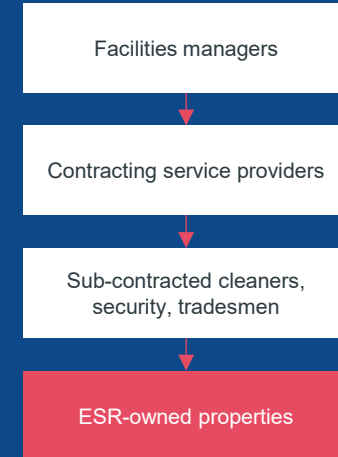 Facilities managers
Contracting service providers
Sub-contracted cleaners,
security, tradesmen
ESR-owned properties